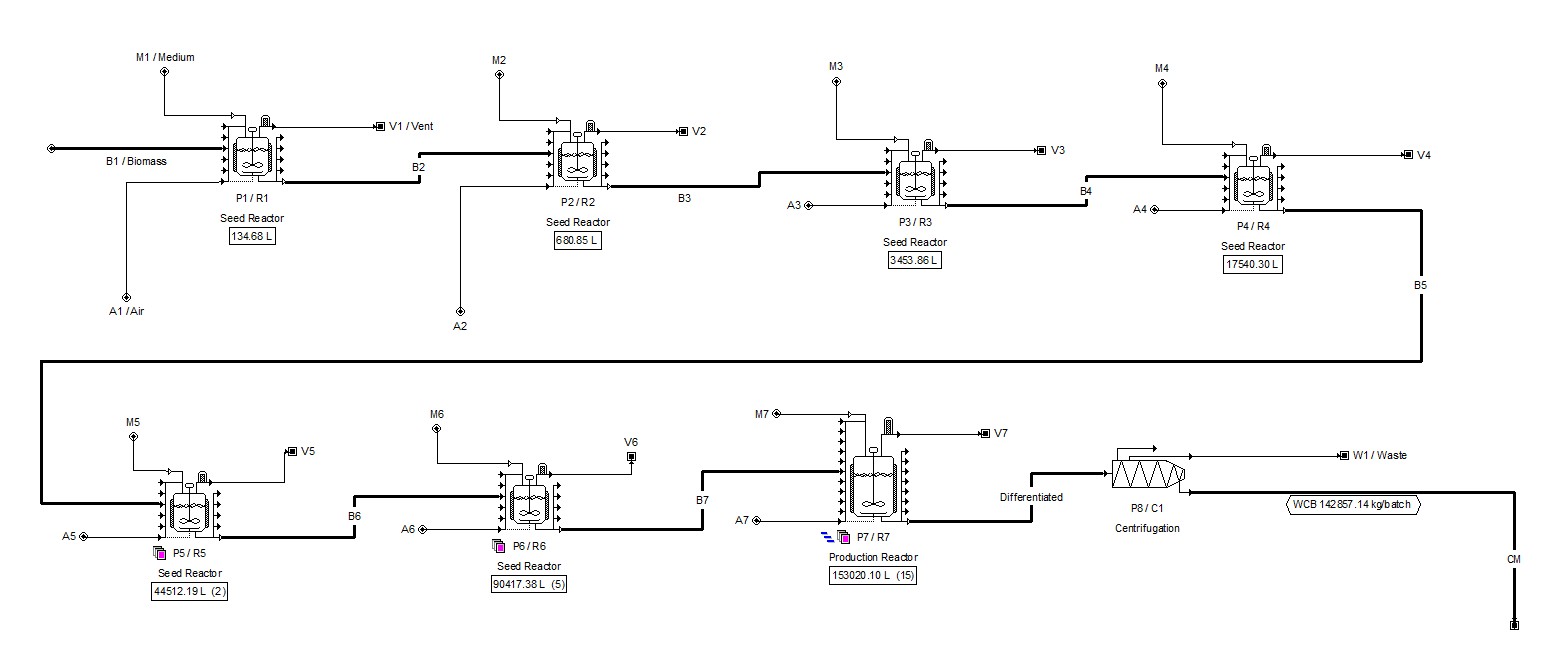 M1 / Medium
M2
M3
M4
V1 / Vent
V2
V3
V4
B1 / Biomass
B2
B3
B4
P1 / R1
Seed Reactor
134.68 L
P2 / R2
Seed Reactor
680.85 L
A3
P3 / R3
Seed Reactor
3453.86 L
A4
P4 / R4
Seed Reactor
17540.30 L
B5
A1 / Air
A2
M5
M6
M7
V5
V6
V7
W1 / Waste
A5
B6
A6
B7
A7
Differentiated
WCB 142857.14 kg/batch
P5 / R5
Seed Reactor
44512.19 L (2)
P6 / R6
Seed Reactor
90417.38 L (5)
P7 / R7
Production Reactor
153020.10 L (15)
P8 / C1
Centrifugation
CM